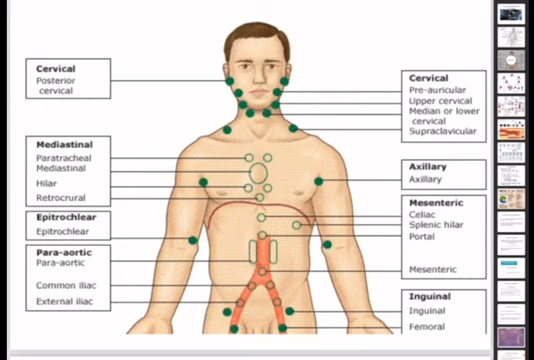 Cervical
Posterior
cervical
Mediastinal
Paratracheal
Mediastinal
Hilar
Retrocrural
Epitrochlear
Epitrochlear
Para-aortic
Para-aortic
Common iliac
External iliac
Cervical
Pre-auricular
Upper cervical
Median or lower
cervical
Supraclavicular
Axillary
Axillary
Mesenteric
Celiac
Splenic hilar
Portal
Mesenteric
Inguinal
Inguinal
Femoral